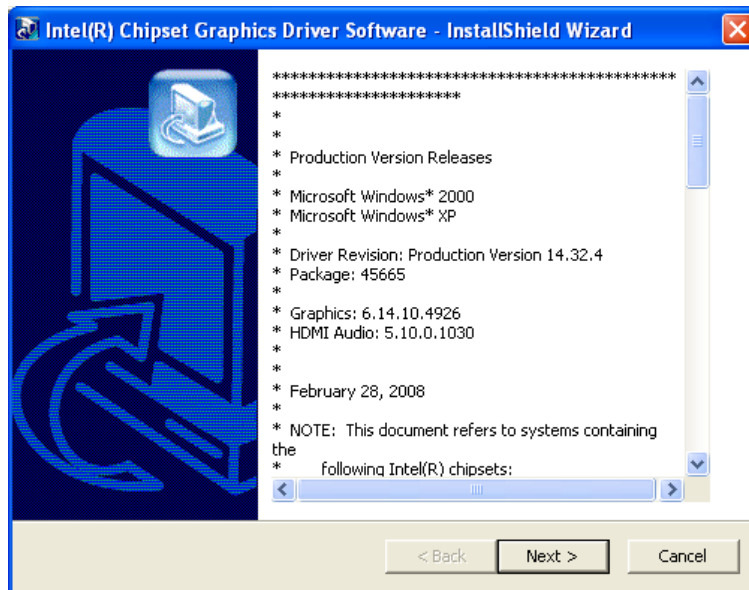 Intel(R) Chipset Graphics Driver Software - InstallShield Wizard
*********************************************
*********************
*
*
* Production Version Releases
*
* Microsoft Windows* 2000
* Microsoft Windows* XP
*
* Driver Revision: Production Version 14.32.4
* Package: 45665
*
* Graphics: 6.14.10.4926
* HDMI Audio: 5.10.0.1030
*
*
* February 28, 2008
*
* NOTE:  This document refers to systems containing
the
*       following Intel(R) chipsets:
< Back
Next >
Cancel